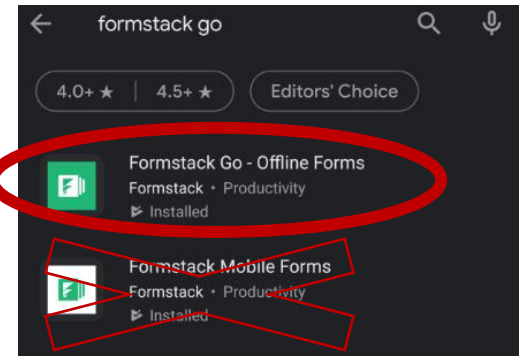 formstack go
4.0+ ★ | 4.5+ ★ Editors' Choice
Formstack Go - Offline Forms
Formstack • Productivity
Installed
Formstack Mobile Forms
Formstack • Productivity
Installed